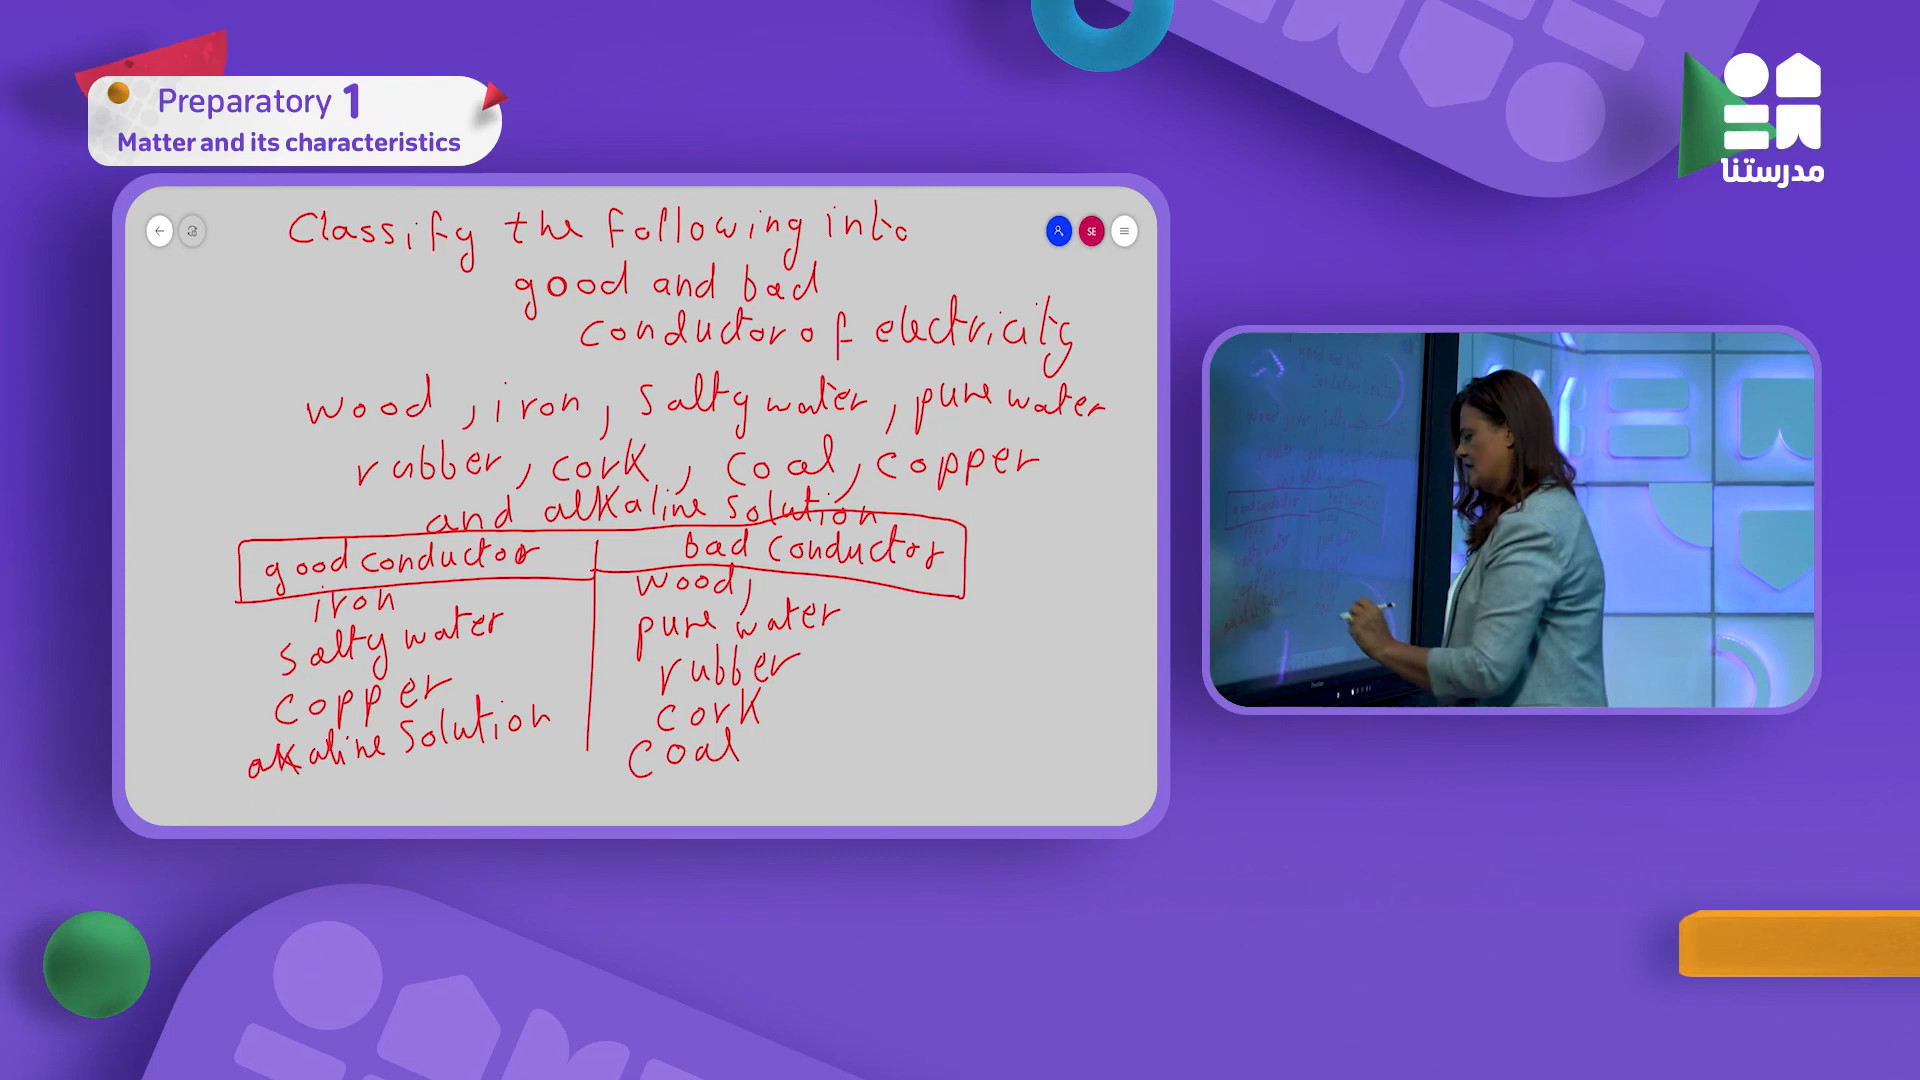 Preparatory 1
Matter and its characteristics
مدرستنا
SE
Classify the following into
good and bad
conductor of electricity
wood, iron, salty water, pure water
rubber, cork, coal, copper
and alkaline solution
good conductor
bad conductor
iron
salty water
copper
alkaline solution
wood,
pure water
rubber
cork
coal